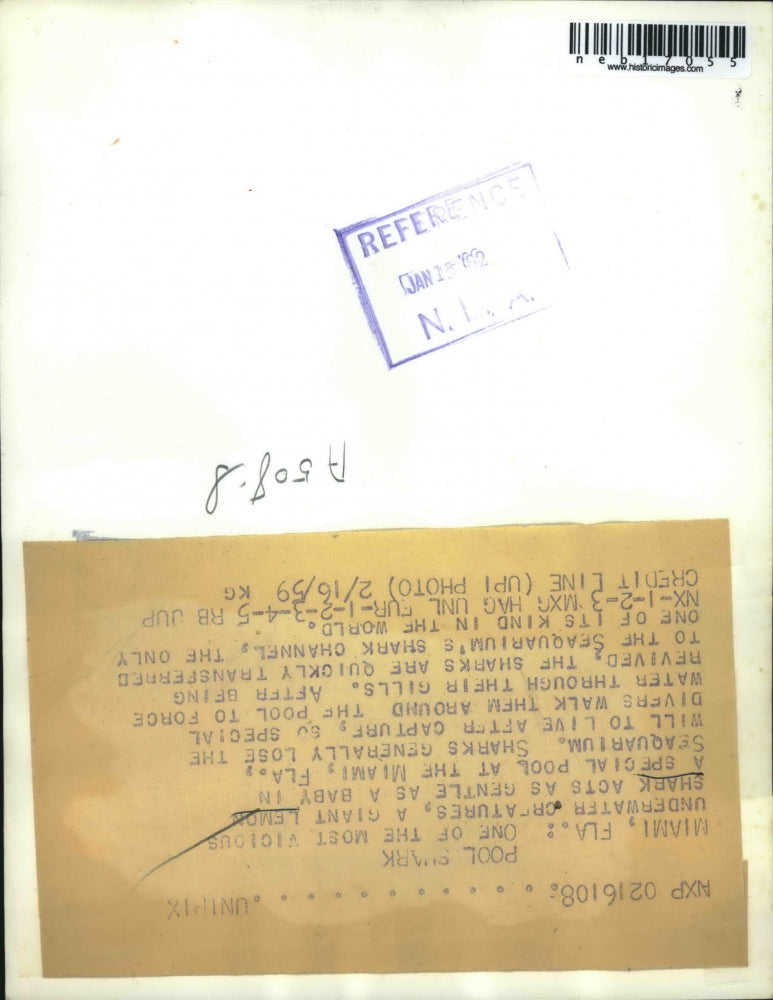 neb17055
www.historicimages.com
REFERENCE
JAN 15 '62
N. L. A.
A508.8
NXP 0216108: . . . . . . . . . UNIPIX
POOL SHARK
MIAMI, FLA.: ONE OF THE MOST VICIOUS
UNDERWATER CREATURES, A GIANT LEMON
SHARK ACTS AS GENTLE AS A BABY IN
A SPECIAL POOL AT THE MIAMI, FLA.,
SEAQUARIUM. SHARKS GENERALLY LOSE THE
WILL TO LIVE AFTER CAPTURE, SO SPECIAL
DIVERS WALK THEM AROUND THE POOL TO FORCE
WATER THROUGH THEIR GILLS. AFTER BEING
REVIVED, THE SHARKS ARE QUICKLY TRANSFERRED
TO THE SEAQUARIUM'S SHARK CHANNEL, THE ONLY
ONE OF ITS KIND IN THE WORLD.
NX-1-2-3 MXG HAG UNL EUR-1-2-3-4-5 RB JUP
CREDIT LINE (UPI PHOTO) 2/16/59 KG